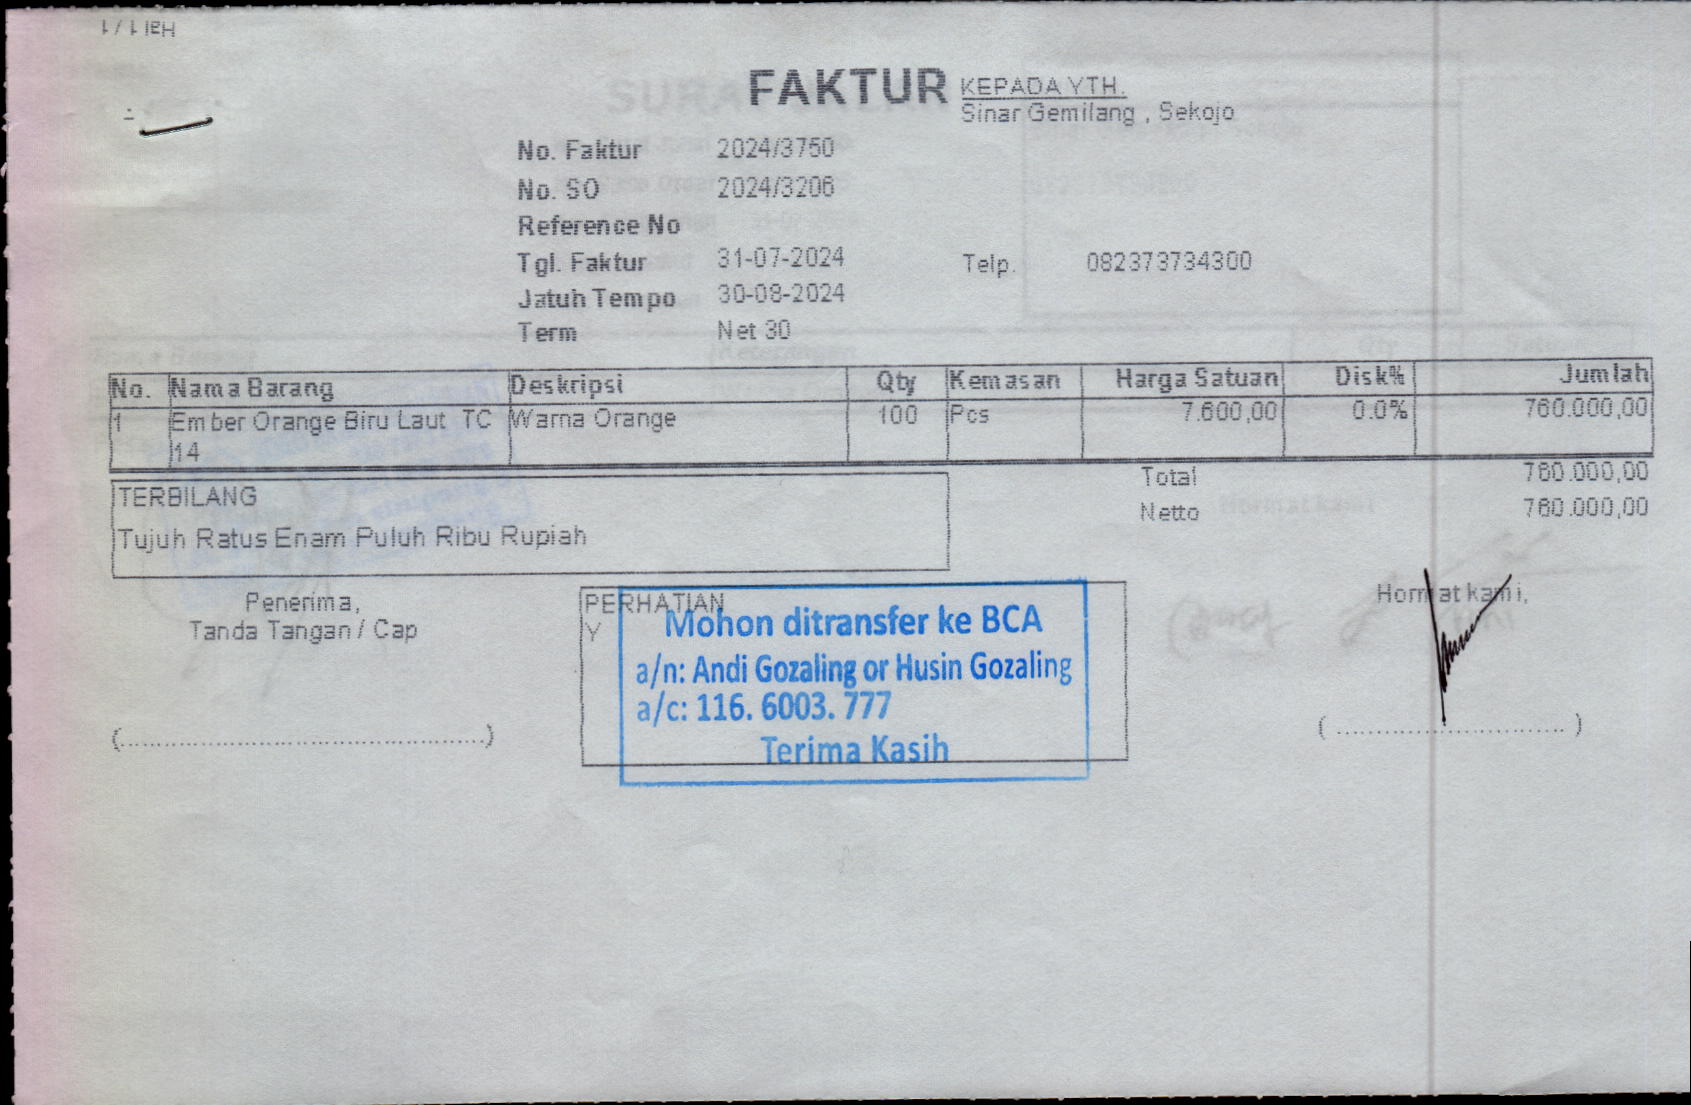 Hal 1 / 1
FAKTUR
KEPADA YTH.
Sinar Gemilang , Sekojo
No. Faktur 2024/3750
No. SO 2024/3206
Reference No
Tgl. Faktur 31-07-2024 Telp. 082373734300
Jatuh Tempo 30-08-2024
Term Net 30
No. Nama Barang Deskripsi Qty Kemasan Harga Satuan Disk% Jumlah
1 Ember Orange Biru Laut TC Warna Orange 100 Pcs 7.600,00 0.0% 760.000,00
14
Total 760.000,00
TERBILANG
Netto 760.000,00
Tujuh Ratus Enam Puluh Ribu Rupiah
Penerima,
Tanda Tangan / Cap
(..............................................)
PERHATIAN
Y
Mohon ditransfer ke BCA
a/n: Andi Gozaling or Husin Gozaling
a/c: 116. 6003. 777
Terima Kasih
Hormat kami,
( ............................. )